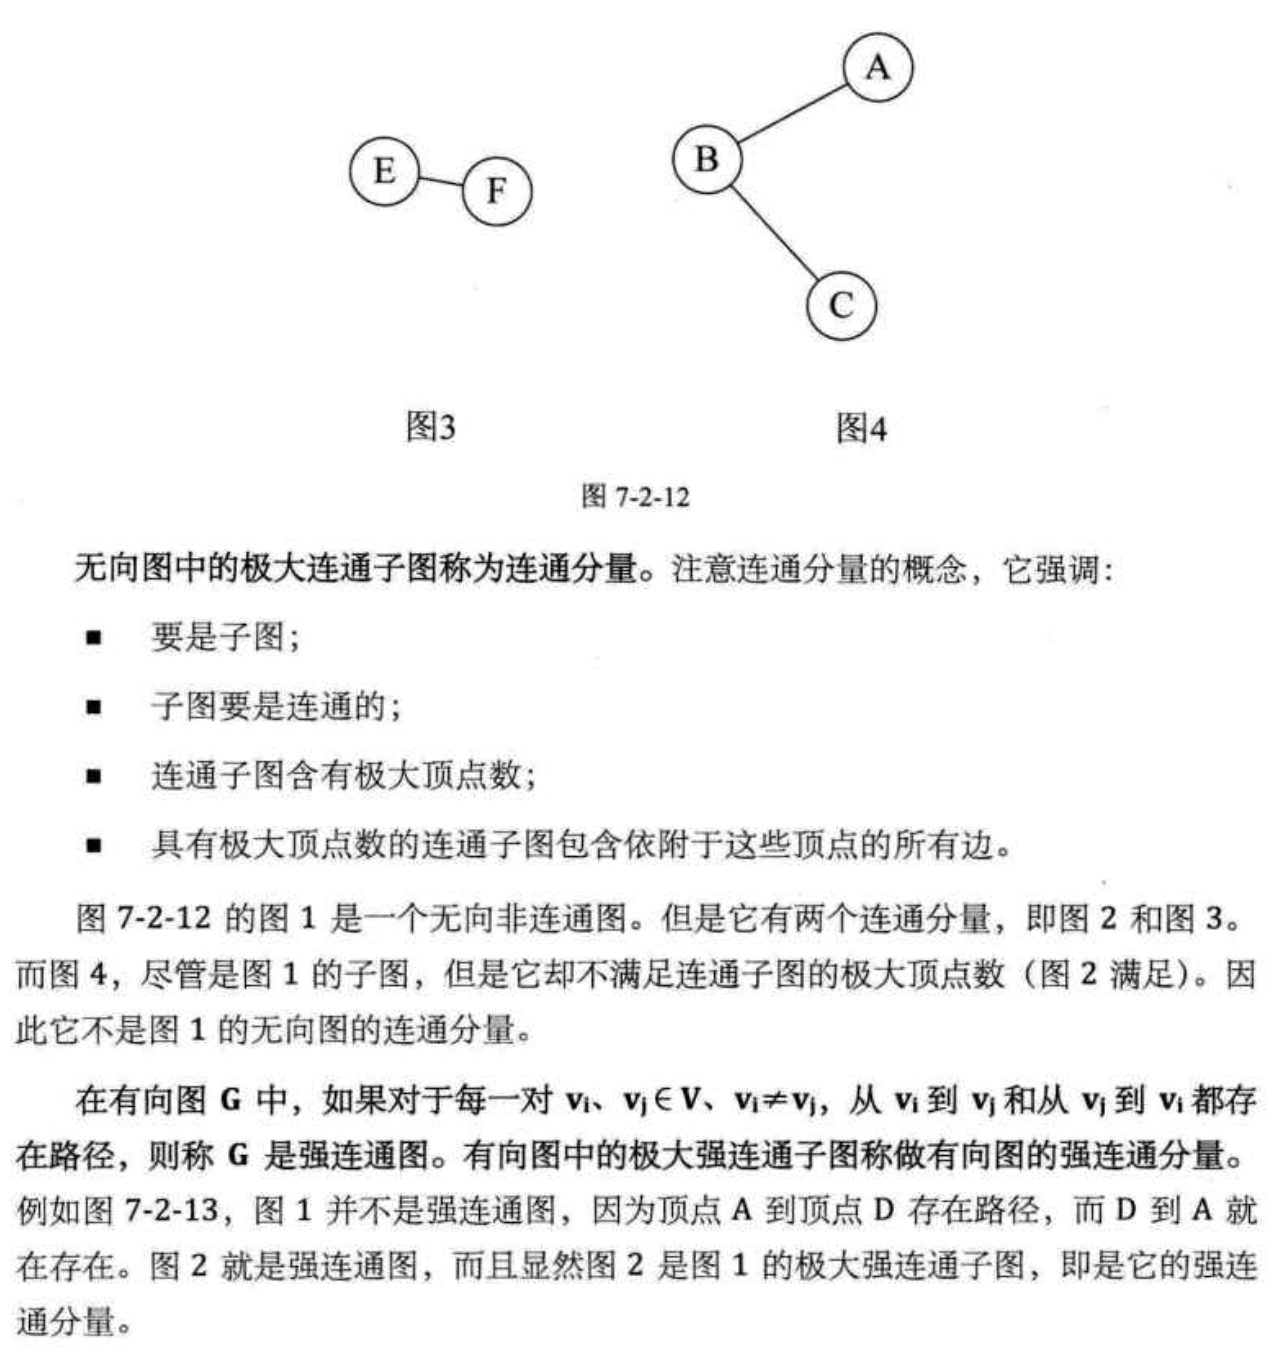 A
E
B
F
C
图3
图4
图 7-2-12
无向图中的极大连通子图称为连通分量。注意连通分量的概念，它强调：
■ 要是子图；
■ 子图要是连通的；
■ 连通子图含有极大顶点数；
■ 具有极大顶点数的连通子图包含依附于这些顶点的所有边。
图 7-2-12 的图 1 是一个无向非连通图。但是它有两个连通分量，即图 2 和图 3。
而图 4，尽管是图 1 的子图，但是它却不满足连通子图的极大顶点数（图 2 满足）。因
此它不是图 1 的无向图的连通分量。
在有向图 G 中，如果对于每一对 vi、vj∈V、vi≠vj，从 vi 到 vj 和从 vj 到 vi 都存
在路径，则称 G 是强连通图。有向图中的极大强连通子图称做有向图的强连通分量。
例如图 7-2-13，图 1 并不是强连通图，因为顶点 A 到顶点 D 存在路径，而 D 到 A 就
在存在。图 2 就是强连通图，而且显然图 2 是图 1 的极大强连通子图，即是它的强连
通分量。